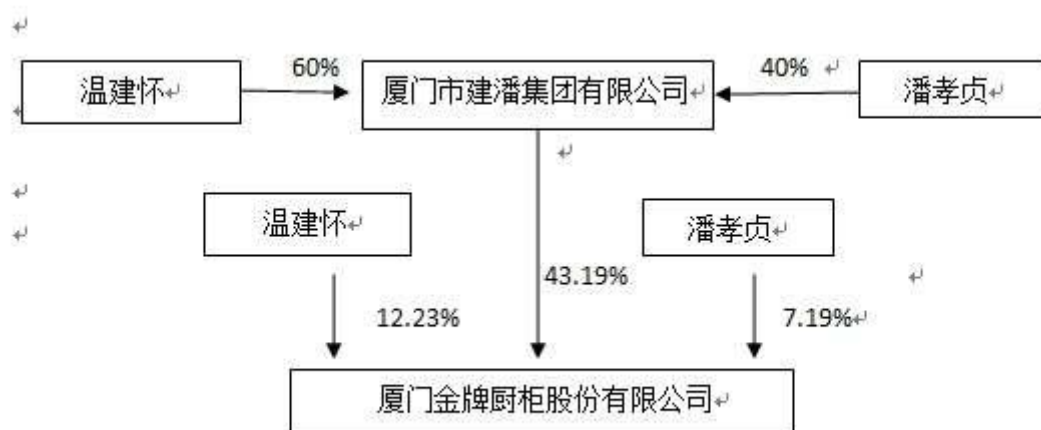 60%
40%
温建怀
厦门市建潘集团有限公司
潘孝贞
温建怀
潘孝贞
43.19%
12.23%
7.19%
厦门金牌厨柜股份有限公司